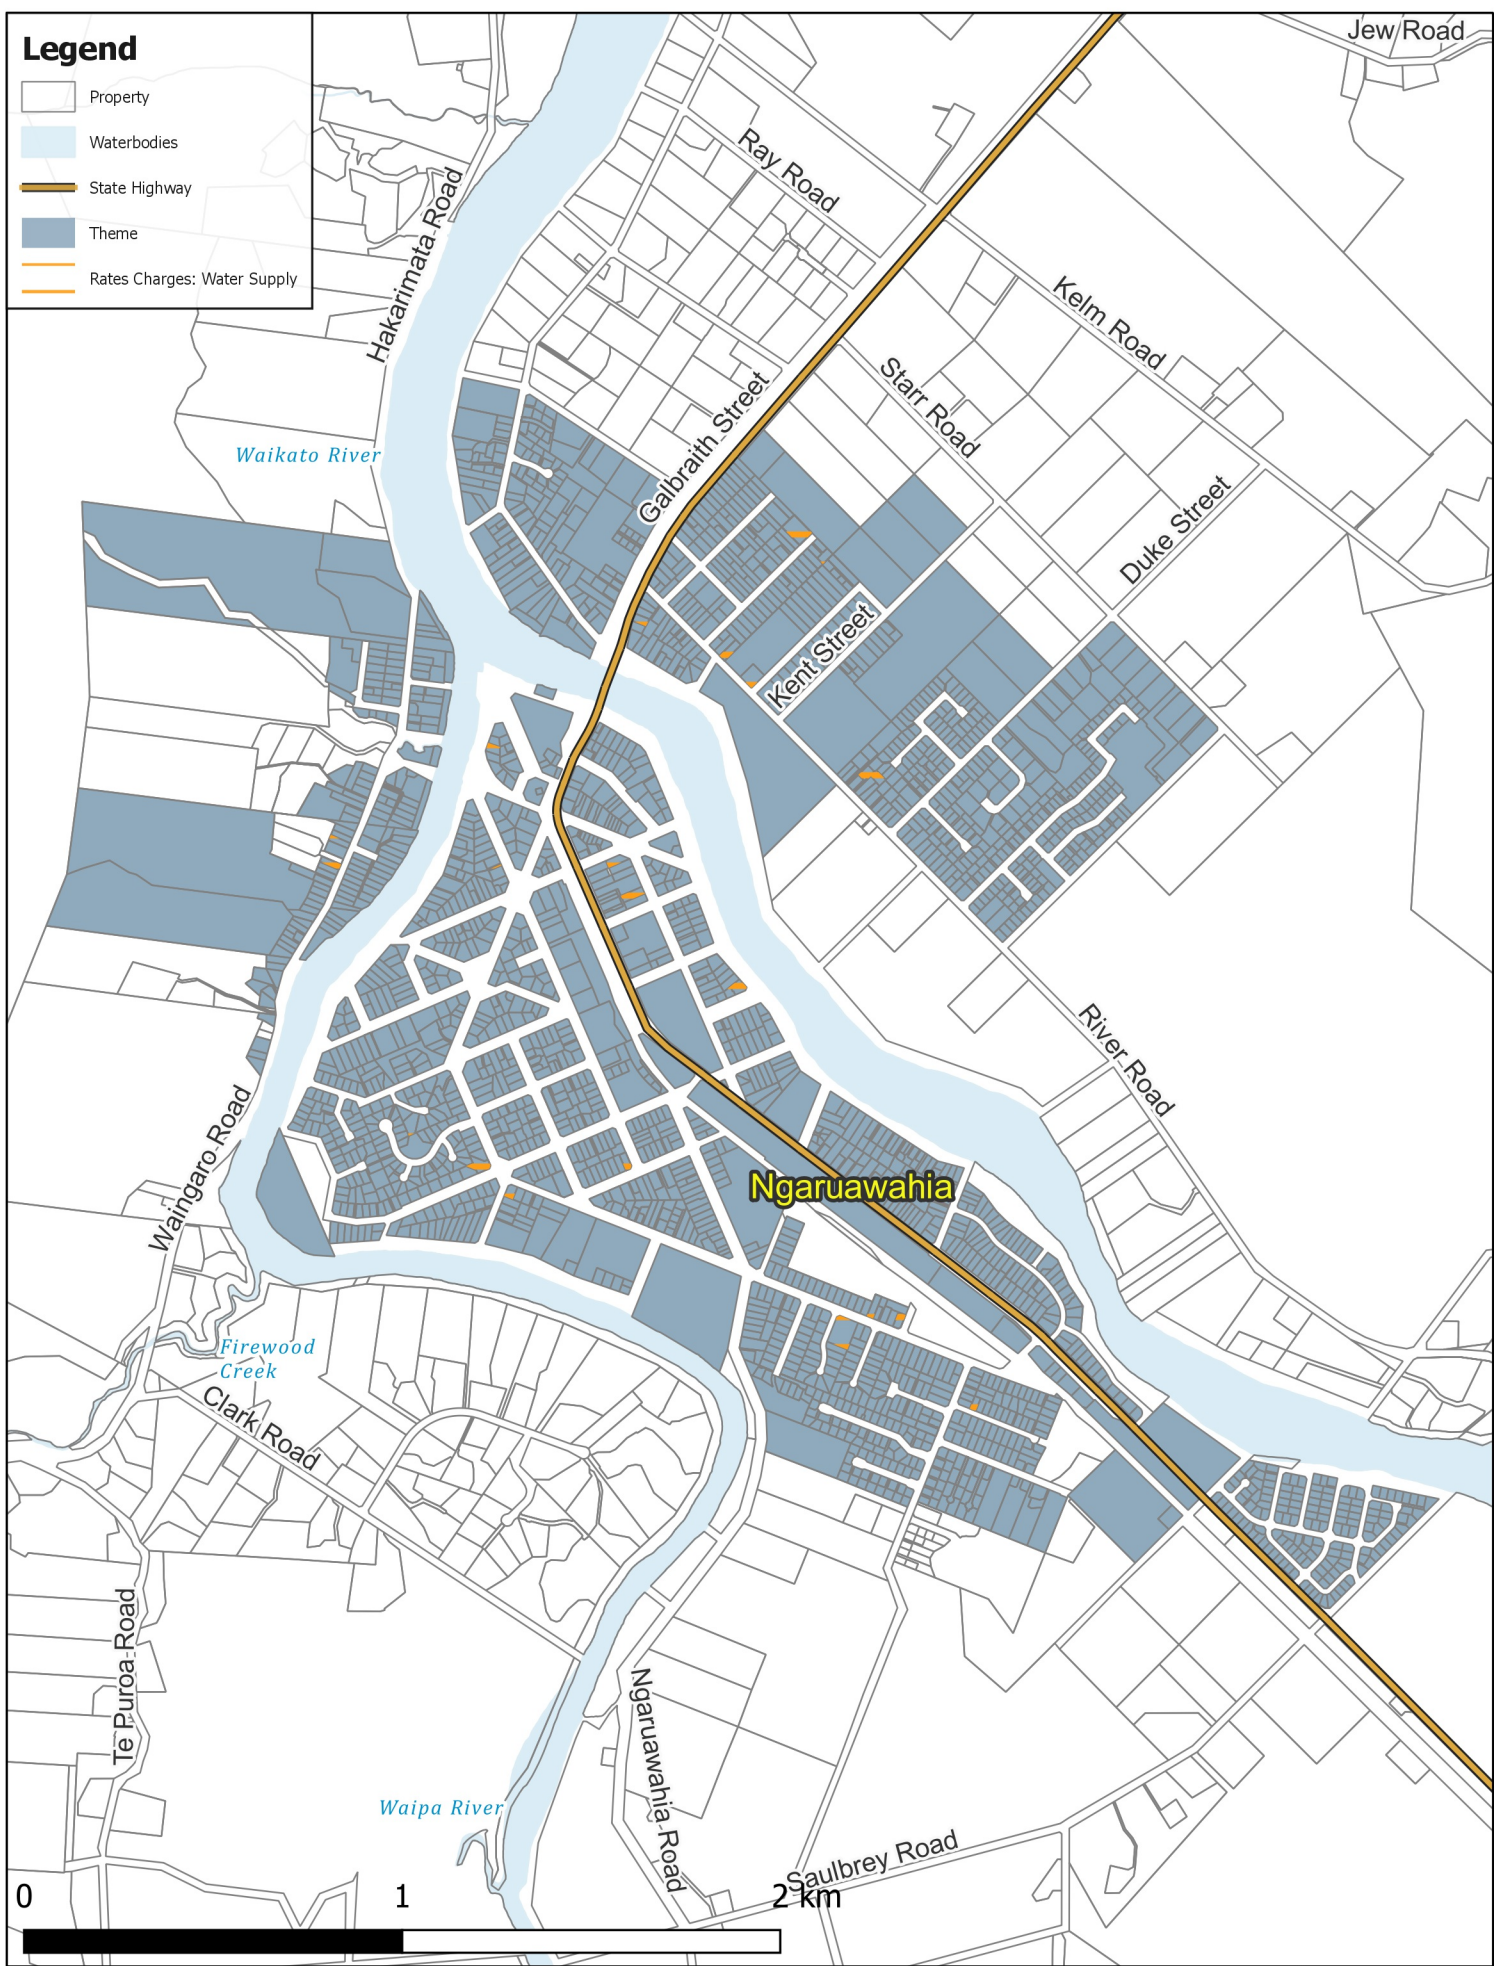 Legend
Property
Waterbodies
State Highway
Theme
Rates Charges: Water Supply
Jew Road
Ray Road
Hakarimata Road
Kelm Road
Starr Road
Galbraith Street
Waikato River
Duke Street
Kent Street
River Road
Waingaro Road
Ngaruawahia
Firewood
Creek
Clark Road
Te Puroa Road
Ngaruawahia Road
Waipa River
Saulbrey Road
0 1 2 km